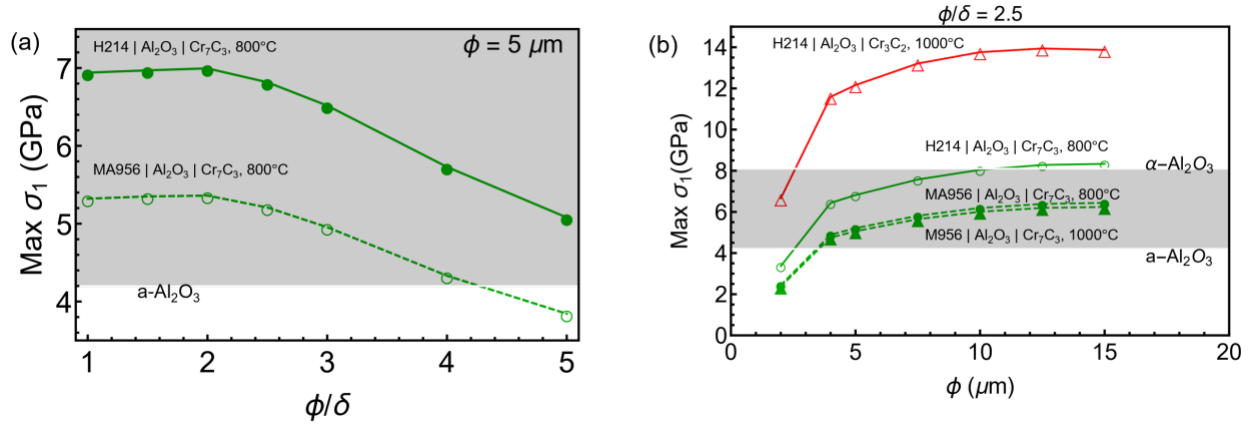 (a)
H214 | Al₂O₃ | Cr₇C₃, 800°C
ϕ = 5 μm
MA956 | Al₂O₃ | Cr₇C₃, 800°C
a-Al₂O₃
Max σ₁ (GPa)
7
6
5
4
1 2 3 4 5
ϕ/δ
(b)
ϕ/δ = 2.5
H214 | Al₂O₃ | Cr₃C₂, 1000°C
H214 | Al₂O₃ | Cr₇C₃, 800°C
α–Al₂O₃
MA956 | Al₂O₃ | Cr₇C₃, 800°C
M956 | Al₂O₃ | Cr₇C₃, 1000°C
a–Al₂O₃
Max σ₁(GPa)
14
12
10
8
6
4
2
0
0 5 10 15 20
ϕ (μm)